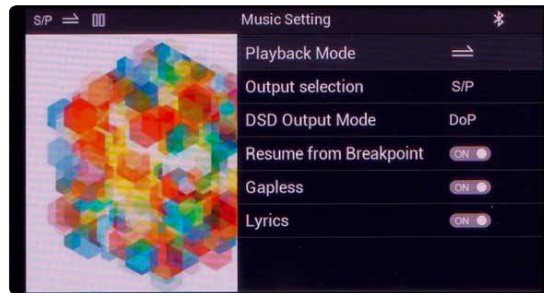 S/P
Music Setting
Playback Mode
Output selection S/P
DSD Output Mode DoP
Resume from Breakpoint ON
Gapless ON
Lyrics ON